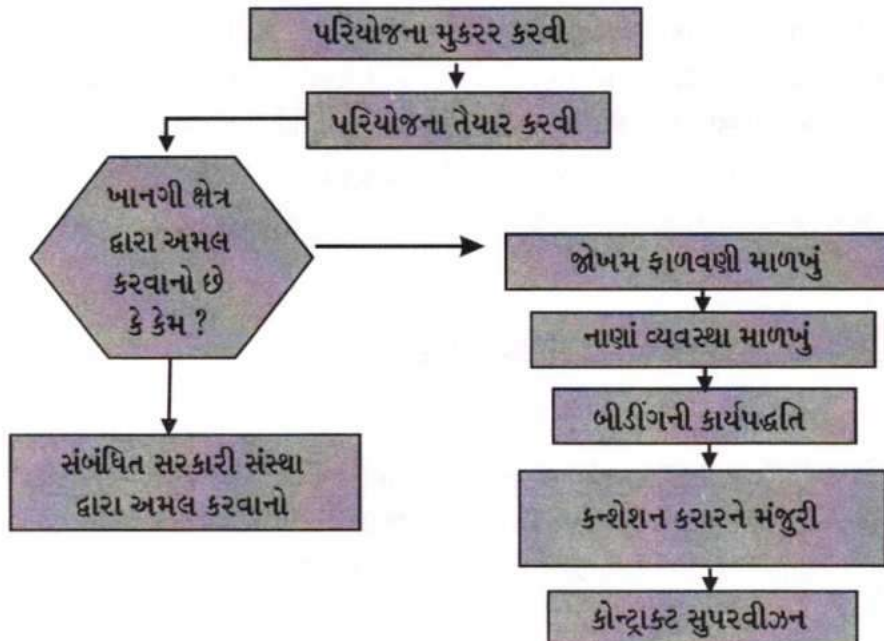 પરિયોજના મુકરર કરવી
પરિયોજના તૈયાર કરવી
ખાનગી ક્ષેત્ર
દ્વારા અમલ
કરવાનો છે
કે કેમ ?
સંબંધિત સરકારી સંસ્થા
દ્વારા અમલ કરવાનો
જોખમ ફાળવણી માળખું
નાણાં વ્યવસ્થા માળખું
બીડીંગની કાર્યપદ્ધતિ
કન્શેશન કરારને મંજુરી
કોન્ટ્રાક્ટ સુપરવીઝન